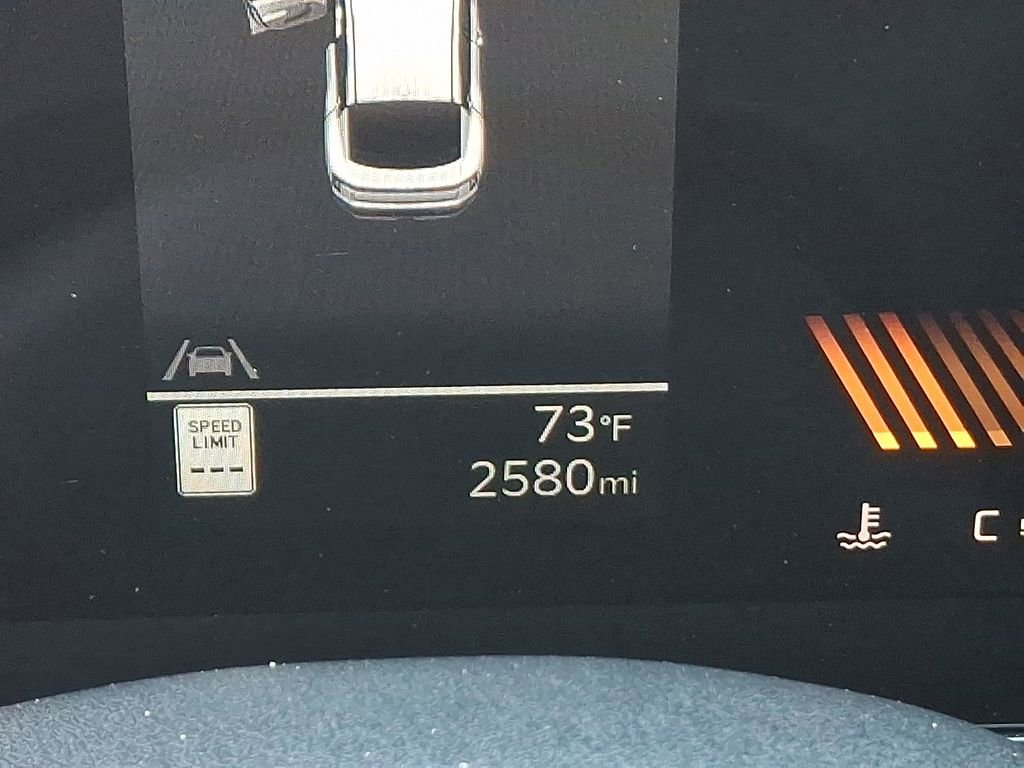 SPEED
LIMIT
---
73°F
2580mi
C